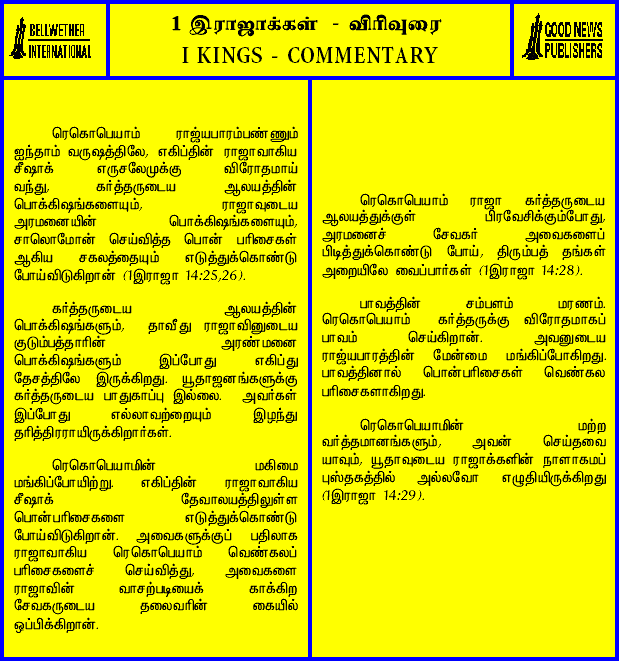 BELLWETHER
INTERNATIONAL
1 இராஜாக்கள் - விரிவுரை
I KINGS - COMMENTARY
GOOD NEWS
PUBLISHERS
ரெகொபெயாம் ராஜ்யபாரம்பண்ணும்
ஐந்தாம் வருஷத்திலே, எகிப்தின் ராஜாவாகிய
சீஷாக் எருசலேமுக்கு விரோதமாய்
வந்து, கர்த்தருடைய ஆலயத்தின்
பொக்கிஷங்களையும், ராஜாவுடைய
அரமனையின் பொக்கிஷங்களையும்,
சாலொமோன் செய்வித்த பொன் பரிசைகள்
ஆகிய சகலத்தையும் எடுத்துக்கொண்டு
போய்விடுகிறான் (1இராஜா 14:25,26).
கர்த்தருடைய ஆலயத்தின்
பொக்கிஷங்களும், தாவீது ராஜாவினுடைய
குடும்பத்தாரின் அரண்மனை
பொக்கிஷங்களும் இப்போது எகிப்து
தேசத்திலே இருக்கிறது. யூதாஜனங்களுக்கு
கர்த்தருடைய பாதுகாப்பு இல்லை. அவர்கள்
இப்போது எல்லாவற்றையும் இழந்து
தரித்திரராயிருக்கிறார்கள்.
ரெகொபெயாமின் மகிமை
மங்கிப்போயிற்று. எகிப்தின் ராஜாவாகிய
சீஷாக் தேவாலயத்திலுள்ள
பொன்பரிசைகளை எடுத்துக்கொண்டு
போய்விடுகிறான். அவைகளுக்குப் பதிலாக
ராஜாவாகிய ரெகொபெயாம் வெண்கலப்
பரிசைகளைச் செய்வித்து, அவைகளை
ராஜாவின் வாசற்படியைக் காக்கிற
சேவகருடைய தலைவரின் கையில்
ஒப்பிக்கிறான்.
ரெகொபெயாம் ராஜா கர்த்தருடைய
ஆலயத்துக்குள் பிரவேசிக்கும்போது,
அரமனைச் சேவகர் அவைகளைப்
பிடித்துக்கொண்டு போய், திரும்பத் தங்கள்
அறையிலே வைப்பார்கள் (1இராஜா 14:28).
பாவத்தின் சம்பளம் மரணம்.
ரெகொபெயாம் கர்த்தருக்கு விரோதமாகப்
பாவம் செய்கிறான். அவனுடைய
ராஜ்யபாரத்தின் மேன்மை மங்கிப்போகிறது.
பாவத்தினால் பொன்பரிசைகள் வெண்கல
பரிசைகளாகிறது.
ரெகொபெயாமின் மற்ற
வர்த்தமானங்களும், அவன் செய்தவை
யாவும், யூதாவுடைய ராஜாக்களின் நாளாகமப்
புஸ்தகத்தில் அல்லவோ எழுதியிருக்கிறது
(1இராஜா 14:29).